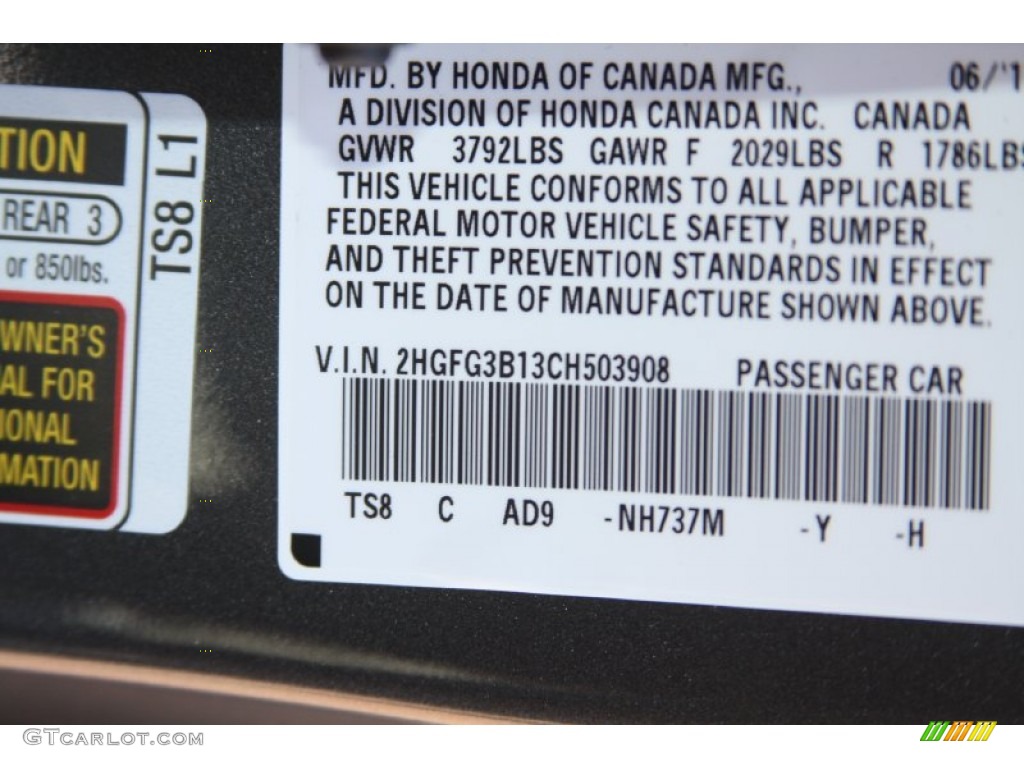 TION
REAR 3
or 850lbs.
WNER'S
AL FOR
IONAL
MATION
TS8 L1
MFD. BY HONDA OF CANADA MFG., 06/'1
A DIVISION OF HONDA CANADA INC. CANADA
GVWR 3792LBS GAWR F 2029LBS R 1786LBS
THIS VEHICLE CONFORMS TO ALL APPLICABLE
FEDERAL MOTOR VEHICLE SAFETY, BUMPER,
AND THEFT PREVENTION STANDARDS IN EFFECT
ON THE DATE OF MANUFACTURE SHOWN ABOVE.
V.I.N. 2HGFG3B13CH503908 PASSENGER CAR
TS8 C AD9 -NH737M -Y -H
GTcarlot.com